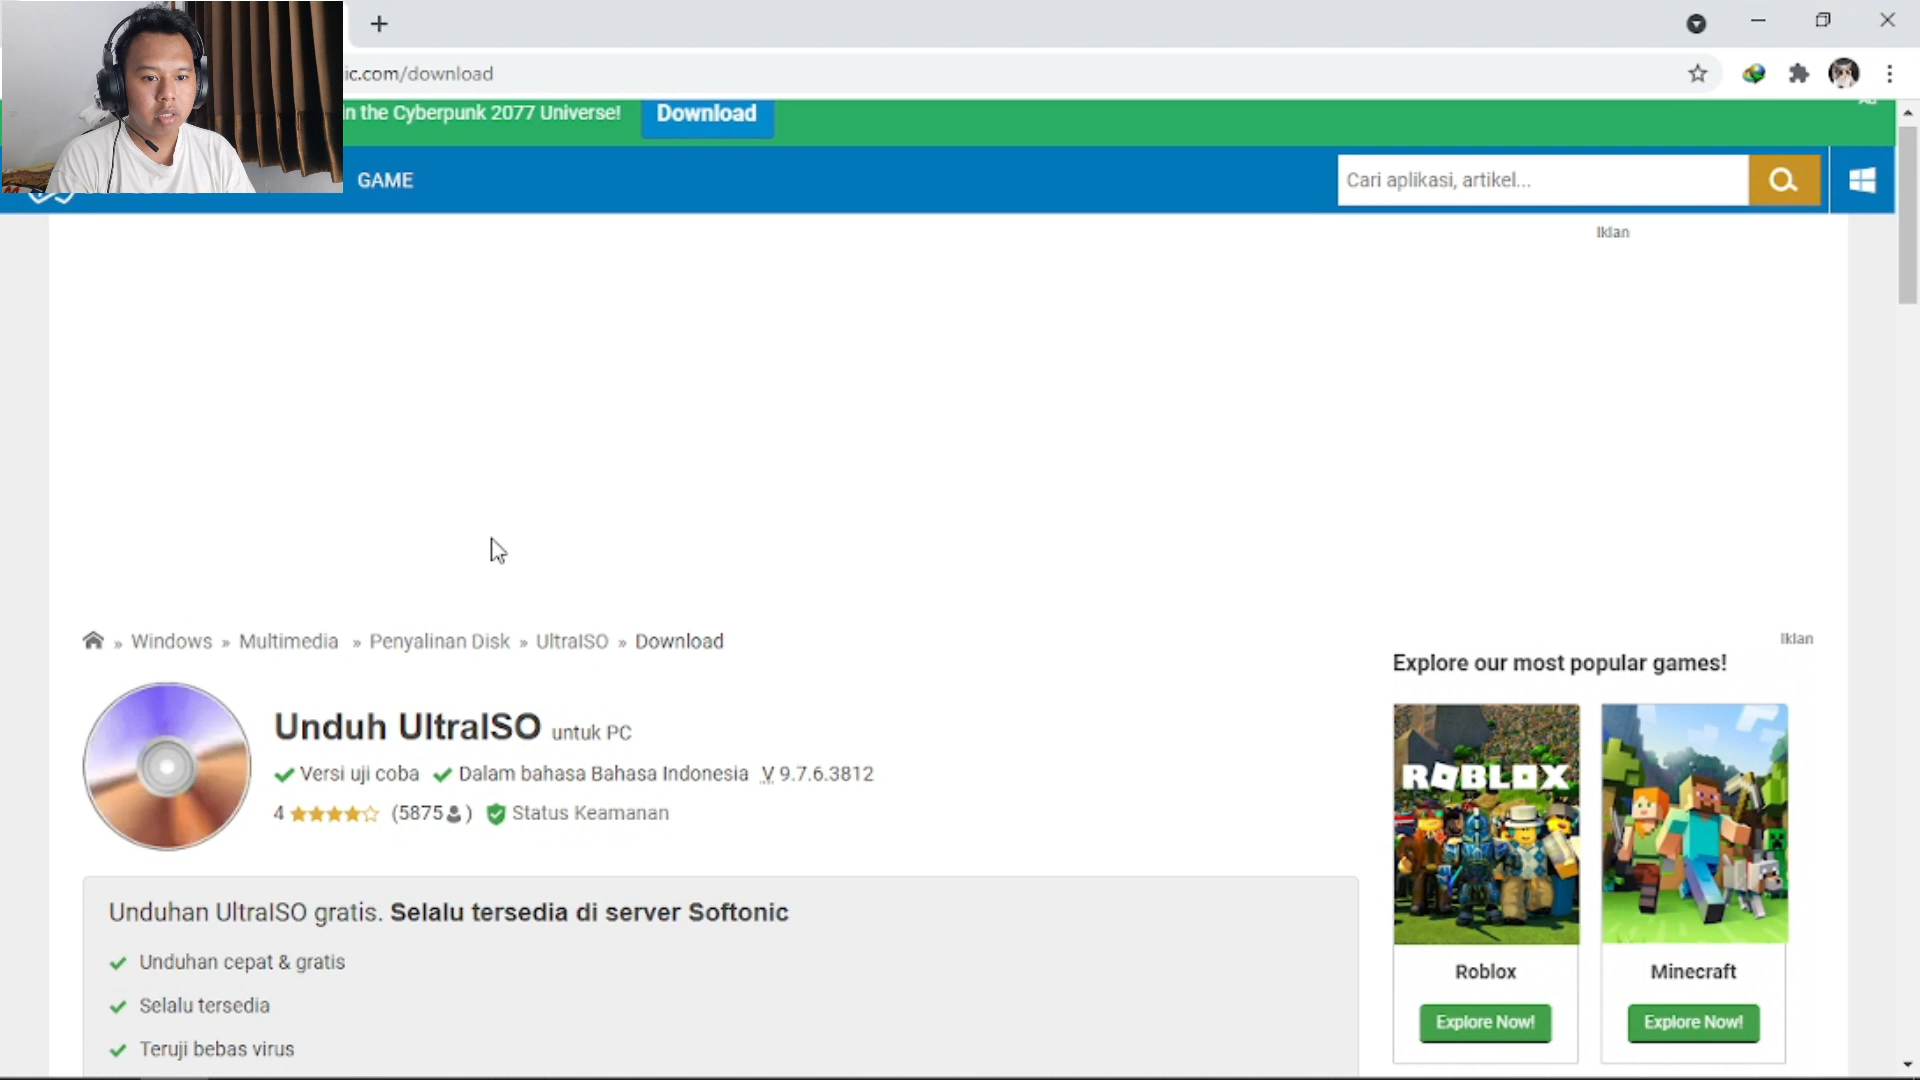 ic.com/download
in the Cyberpunk 2077 Universe!
Download
GAME
Cari aplikasi, artikel...
Iklan
» Windows » Multimedia » Penyalinan Disk » UltraISO » Download
Iklan
Explore our most popular games!
Unduh UltraISO untuk PC
Versi uji coba Dalam bahasa Bahasa Indonesia V 9.7.6.3812
4 (5875) Status Keamanan
ROBLOX
Unduhan UltraISO gratis. Selalu tersedia di server Softonic
Unduhan cepat & gratis
Selalu tersedia
Teruji bebas virus
Roblox
Minecraft
Explore Now!
Explore Now!